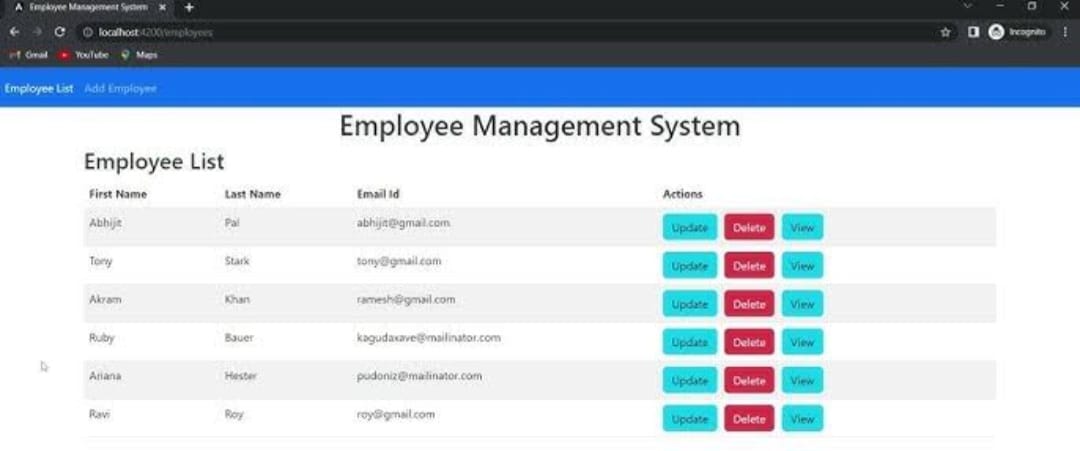 Employee Management System
localhost:4200/employees
Incognito
Gmail YouTube Maps
Employee List Add Employee
Employee Management System
Employee List
First Name Last Name Email Id Actions
Abhijit Pal abhijit@gmail.com Update Delete View
Tony Stark tony@gmail.com Update Delete View
Akram Khan ramesh@gmail.com Update Delete View
Ruby Bauer kagudaxave@mailinator.com Update Delete View
Ariana Hester pudoniz@mailinator.com Update Delete View
Ravi Roy roy@gmail.com Update Delete View